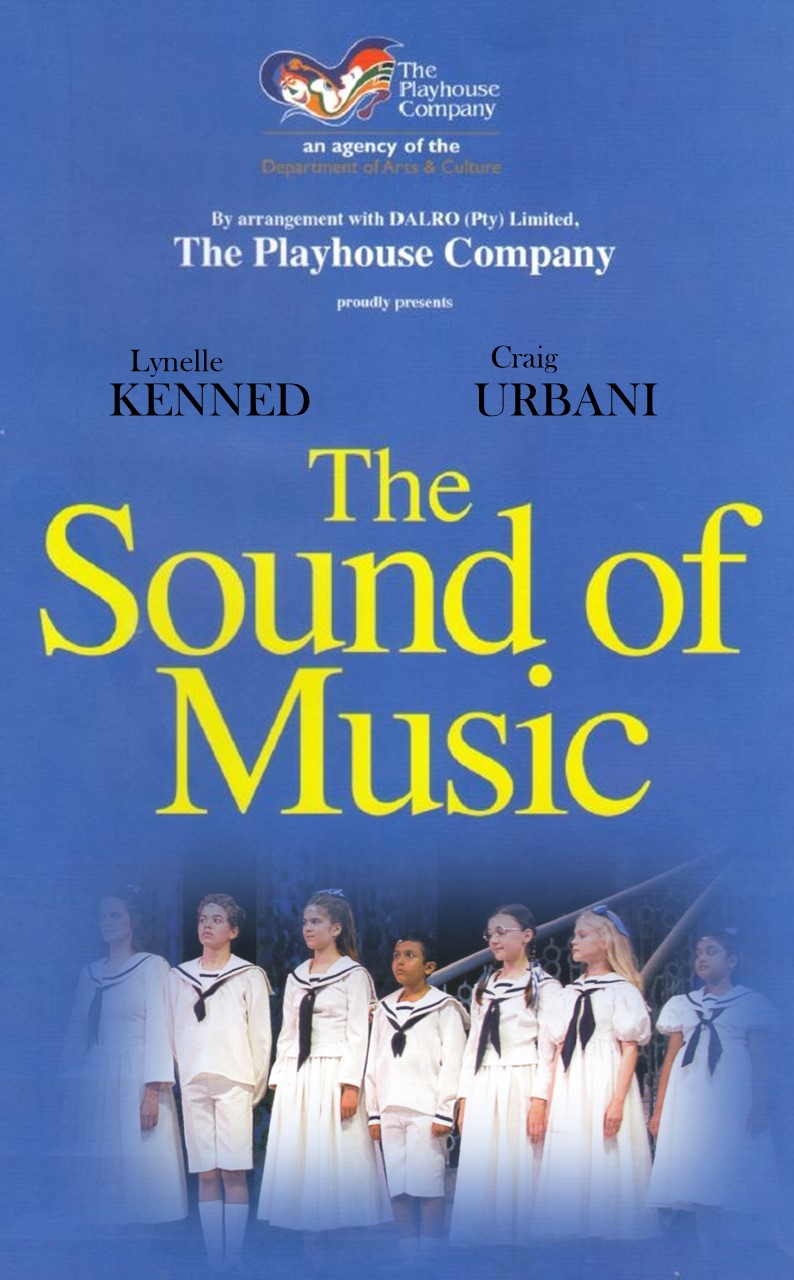 The
Playhouse
Company
an agency of the
Department of Arts & Culture
By arrangement with DALRO (Pty) Limited,
The Playhouse Company
proudly presents
Lynelle
KENNED
Craig
URBANI
The
Sound of
Music